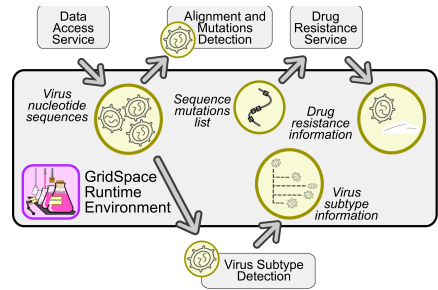 Data
Access
Service
Alignment and
Mutations
Detection
Drug
Resistance
Service
Virus
nucleotide
sequences
Sequence
mutations
list
Drug
resistance
information
GridSpace
Runtime
Environment
Virus
subtype
information
Virus Subtype
Detection